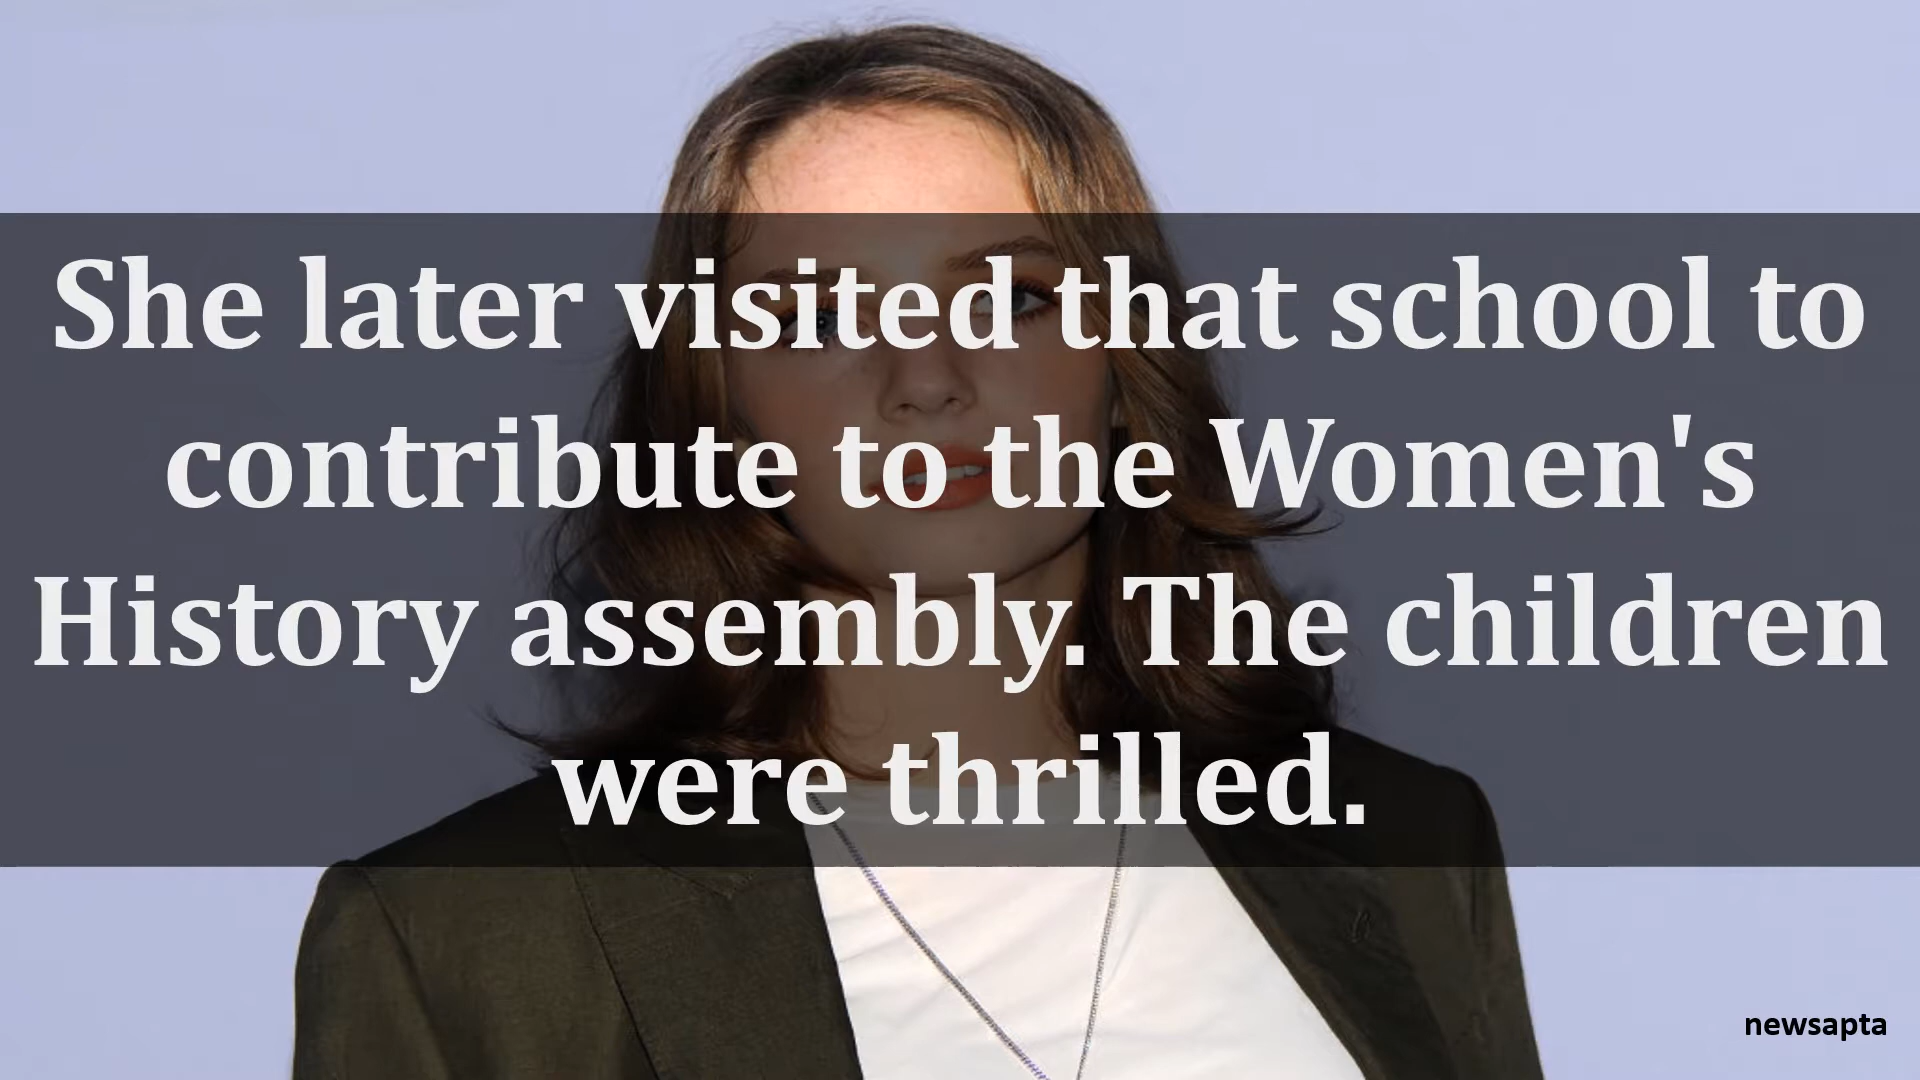 She later visited that school to
contribute to the Women's
History assembly. The children
were thrilled.
newsapta